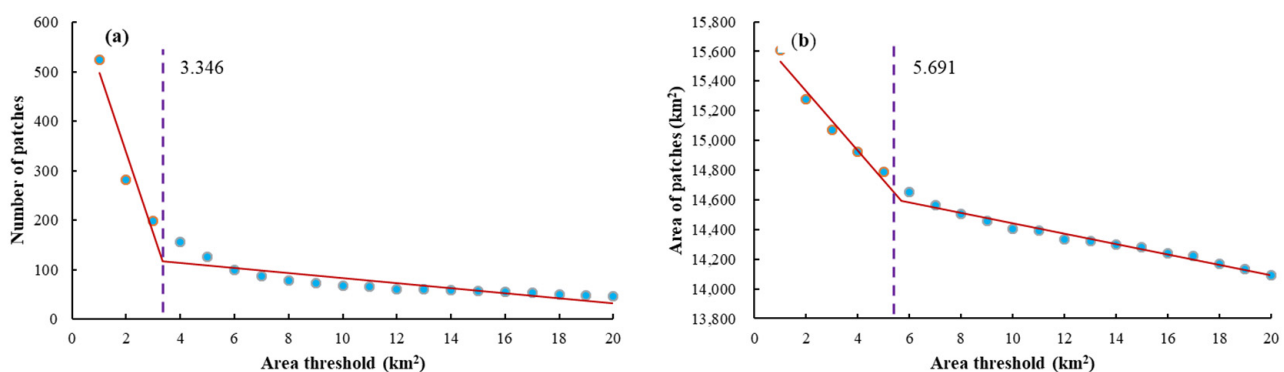 (a)
3.346
Number of patches
600
500
400
300
200
100
0
0 2 4 6 8 10 12 14 16 18 20
Area threshold (km²)
(b)
5.691
Area of patches (km²)
15,800
15,600
15,400
15,200
15,000
14,800
14,600
14,400
14,200
14,000
13,800
0 2 4 6 8 10 12 14 16 18 20
Area threshold (km²)